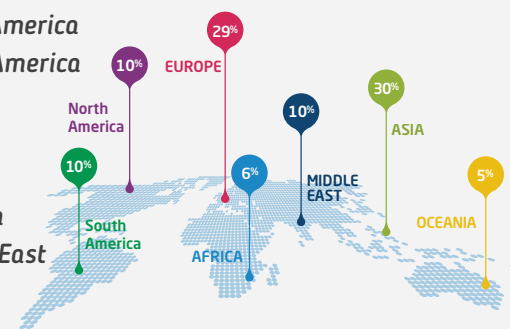 America
America
29%
10%
EUROPE
30%
North
America
10%
ASIA
10%
6%
5%
MIDDLE
EAST
South
America
OCEANIA
East
AFRICA